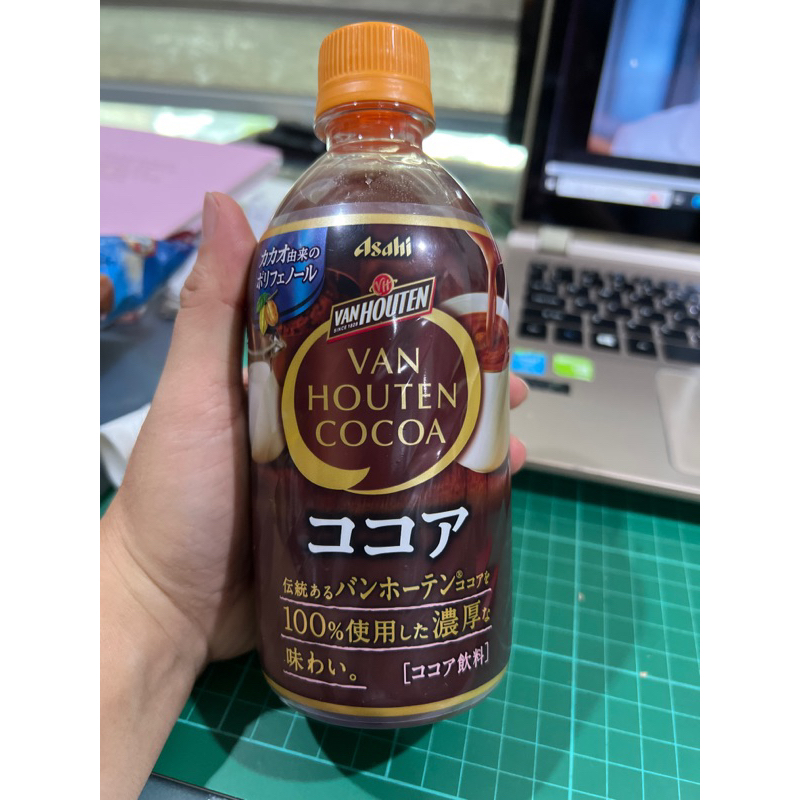 Asahi
カカオ由来の
ポリフェノール
VH
VAN HOUTEN
SINCE 1828
VAN
HOUTEN
COCOA
ココア
伝統あるバンホーテン®ココアを
100%使用した濃厚な
味わい。
[ココア飲料]